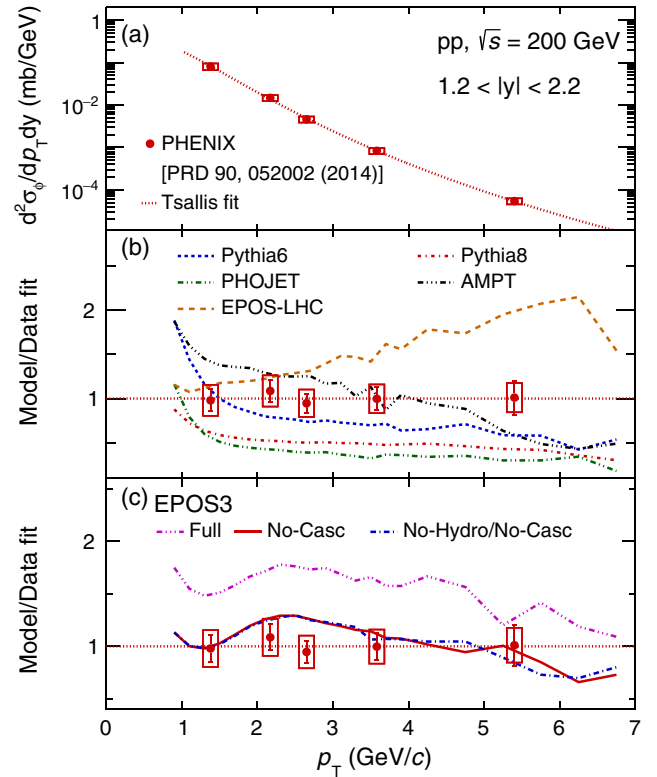 (a)
pp, √s = 200 GeV
1.2 < |y| < 2.2
1
10⁻²
10⁻⁴
d²σ_ϕ/dp_T dy (mb/GeV)
PHENIX
[PRD 90, 052002 (2014)]
Tsallis fit
(b)
Pythia6 Pythia8
PHOJET AMPT
EPOS-LHC
2
1
Model/Data fit
(c) EPOS3
Full No-Casc No-Hydro/No-Casc
2
1
Model/Data fit
0 1 2 3 4 5 6 7
p_T (GeV/c)